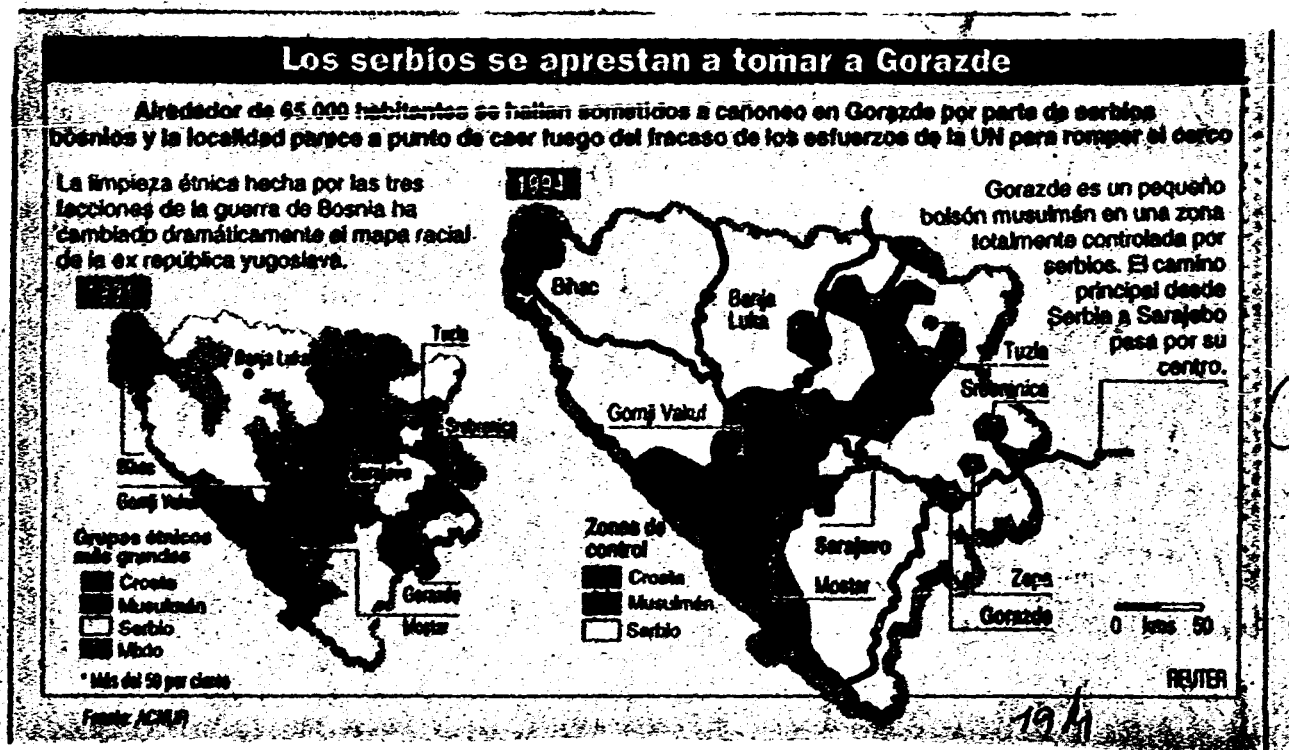 Los serbios se aprestan a tomar a Gorazde
Alrededor de 65.000 habitantes se hallan sometidos a cañoneo en Gorazde por parte de serbios
bosnios y la localidad parece a punto de caer luego del fracaso de los esfuerzos de la UN para romper el cerco
La limpieza étnica hecha por las tres
facciones de la guerra de Bosnia ha
cambiado dramáticamente el mapa racial
de la ex república yugoslava.
Banja Luka
Tuzla
Srebrenica
Sarajevo
Bihac
Gornji Vakuf
Gorazde
Mostar
Grupos étnicos
más grandes
Croata
Musulmán
Serbio
Mixto
* Más del 50 por ciento
Fuente: ACNUR
Gorazde es un pequeño
bolsón musulmán en una zona
totalmente controlada por
serbios. El camino
principal desde
Serbia a Sarajebo
pasa por su
centro.
Bihac
Banja
Luka
Tuzla
Srebrenica
Gornji Vakuf
Sarajevo
Mostar
Zepa
Gorazde
Zonas de
control
Croata
Musulmán
Serbio
0 kms 50
REUTER